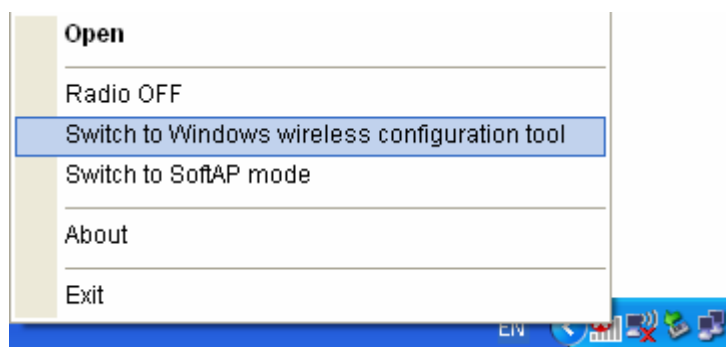 Open
Radio OFF
Switch to Windows wireless configuration tool
Switch to SoftAP mode
About
Exit
EN